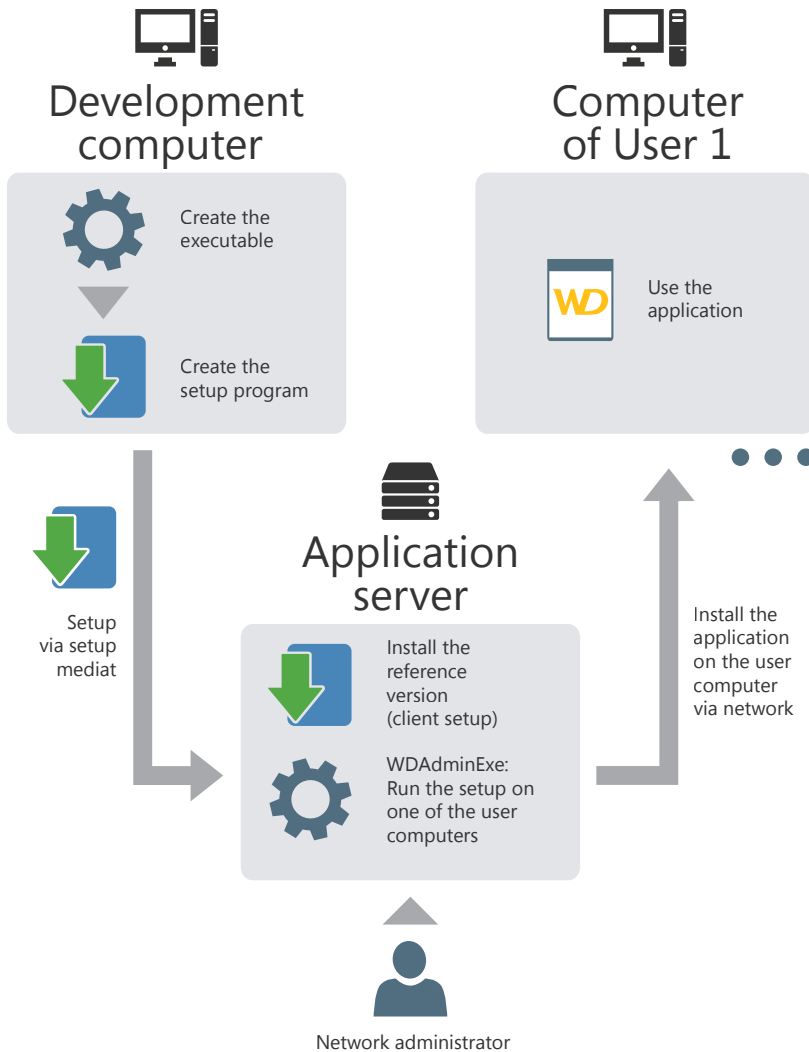 Development
computer
Create the
executable
Create the
setup program
Computer
of User 1
WD
Use the
application
Setup
via setup
mediat
Application
server
Install the
reference
version
(client setup)
WDAdminExe:
Run the setup on
one of the user
computers
Install the
application
on the user
computer
via network
Network administrator